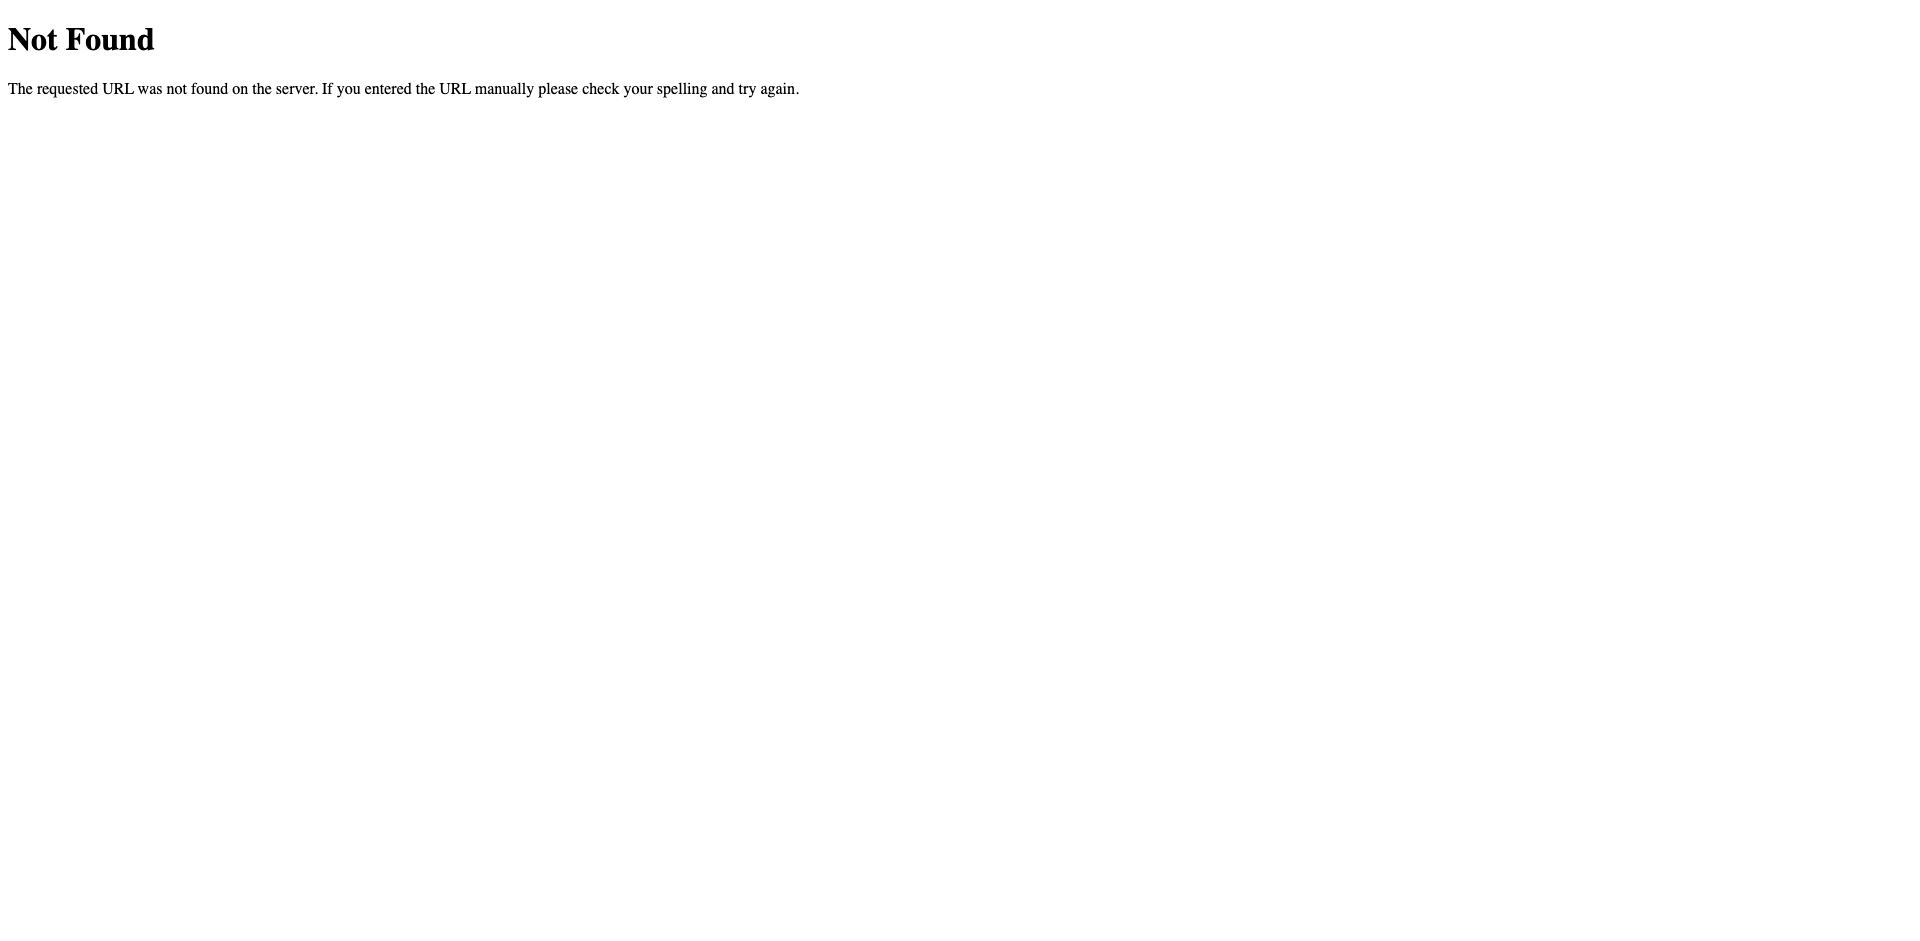 Not Found
The requested URL was not found on the server. If you entered the URL manually please check your spelling and try again.